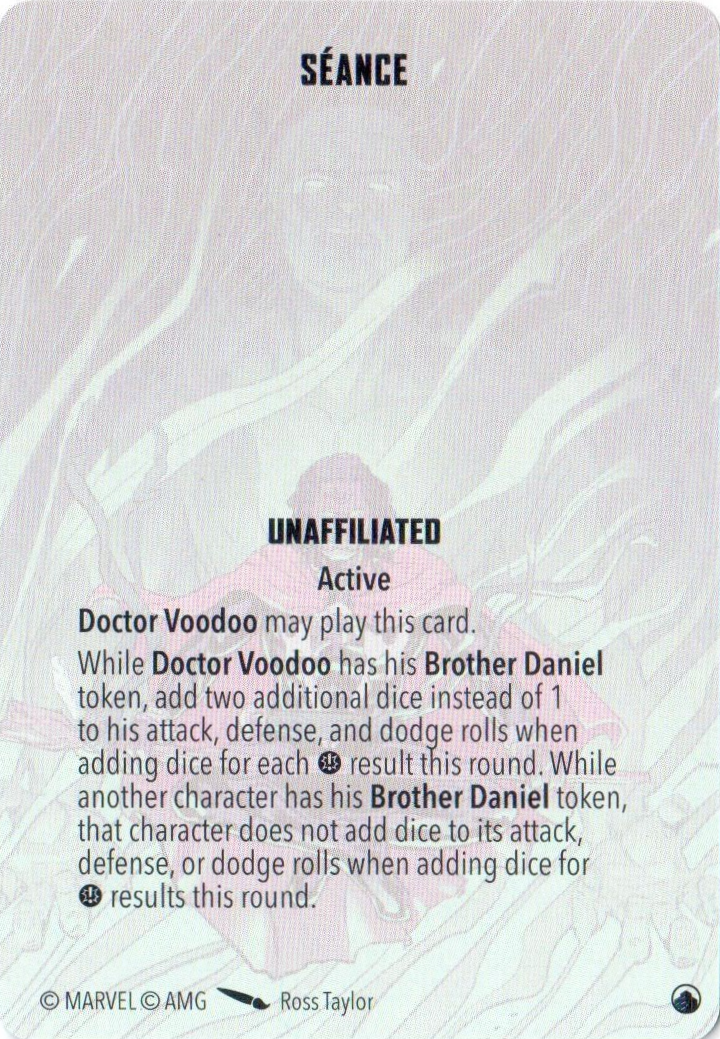 SÉANCE
UNAFFILIATED
Active
Doctor Voodoo may play this card.
While Doctor Voodoo has his Brother Daniel
token, add two additional dice instead of 1
to his attack, defense, and dodge rolls when
adding dice for each result this round. While
another character has his Brother Daniel token,
that character does not add dice to its attack,
defense, or dodge rolls when adding dice for
results this round.
© MARVEL © AMG Ross Taylor